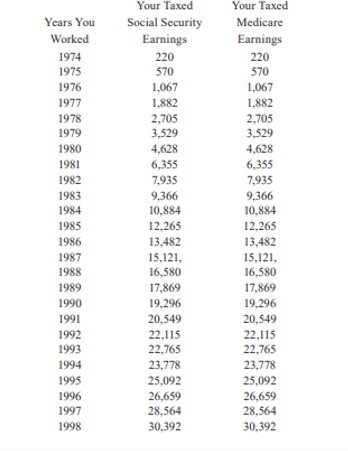 Your Taxed Your Taxed
Years You Social Security Medicare
Worked Earnings Earnings
1974 220 220
1975 570 570
1976 1,067 1,067
1977 1,882 1,882
1978 2,705 2,705
1979 3,529 3,529
1980 4,628 4,628
1981 6,355 6,355
1982 7,935 7,935
1983 9,366 9,366
1984 10,884 10,884
1985 12,265 12,265
1986 13,482 13,482
1987 15,121, 15,121,
1988 16,580 16,580
1989 17,869 17,869
1990 19,296 19,296
1991 20,549 20,549
1992 22,115 22,115
1993 22,765 22,765
1994 23,778 23,778
1995 25,092 25,092
1996 26,659 26,659
1997 28,564 28,564
1998 30,392 30,392